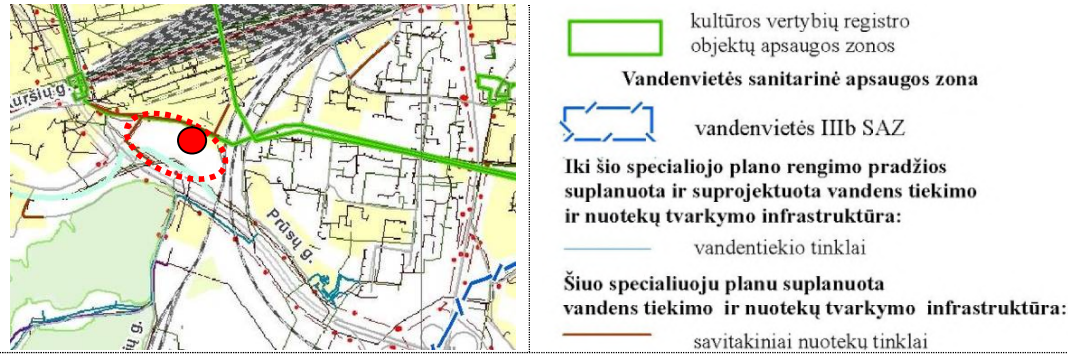 uršių g.
Prūsų g.
ių g.
kultūros vertybių registro
objektų apsaugos zonos
Vandenvietės sanitarinė apsaugos zona
vandenvietės IIIb SAZ
Iki šio specialiojo plano rengimo pradžios
suplanuota ir suprojektuota vandens tiekimo
ir nuotekų tvarkymo infrastruktūra:
vandentiekio tinklai
Šiuo specialiuoju planu suplanuota
vandens tiekimo ir nuotekų tvarkymo infrastruktūra:
savitakiniai nuotekų tinklai